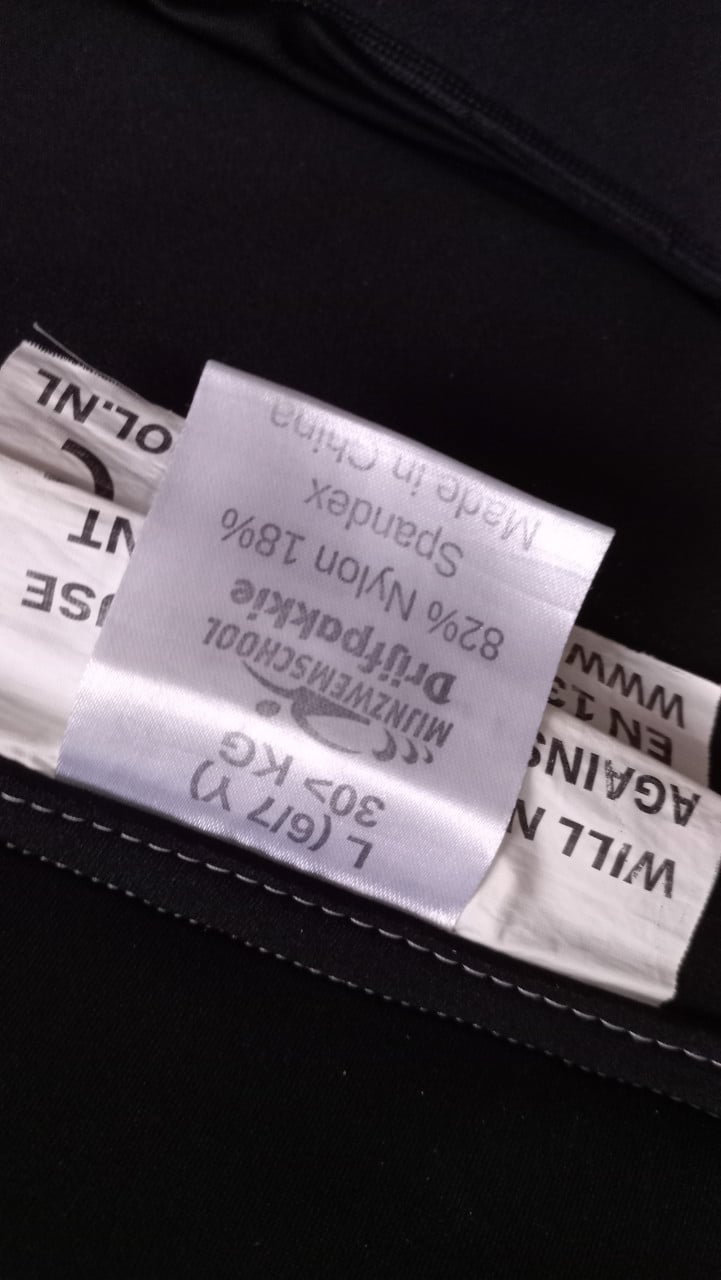 L (6/7 Y)
30> KG
MIJNZWEMSCHOOL
Drijfpakkie
82% Nylon 18%
Spandex
Made in China
WILL
AGAINS
USE
NT
EN 13
WWW
OL.NL